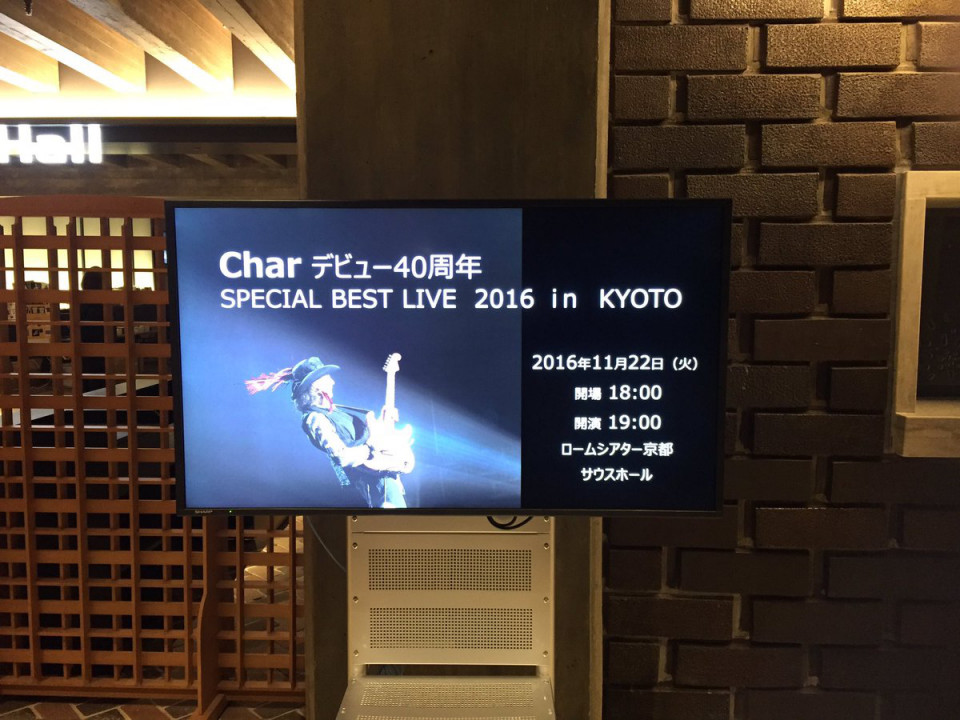 Hall
Char デビュー40周年
SPECIAL BEST LIVE 2016 in KYOTO
2016年11月22日（火）
開場 18:00
開演 19:00
ロームシアター京都
サウスホール
SHARP